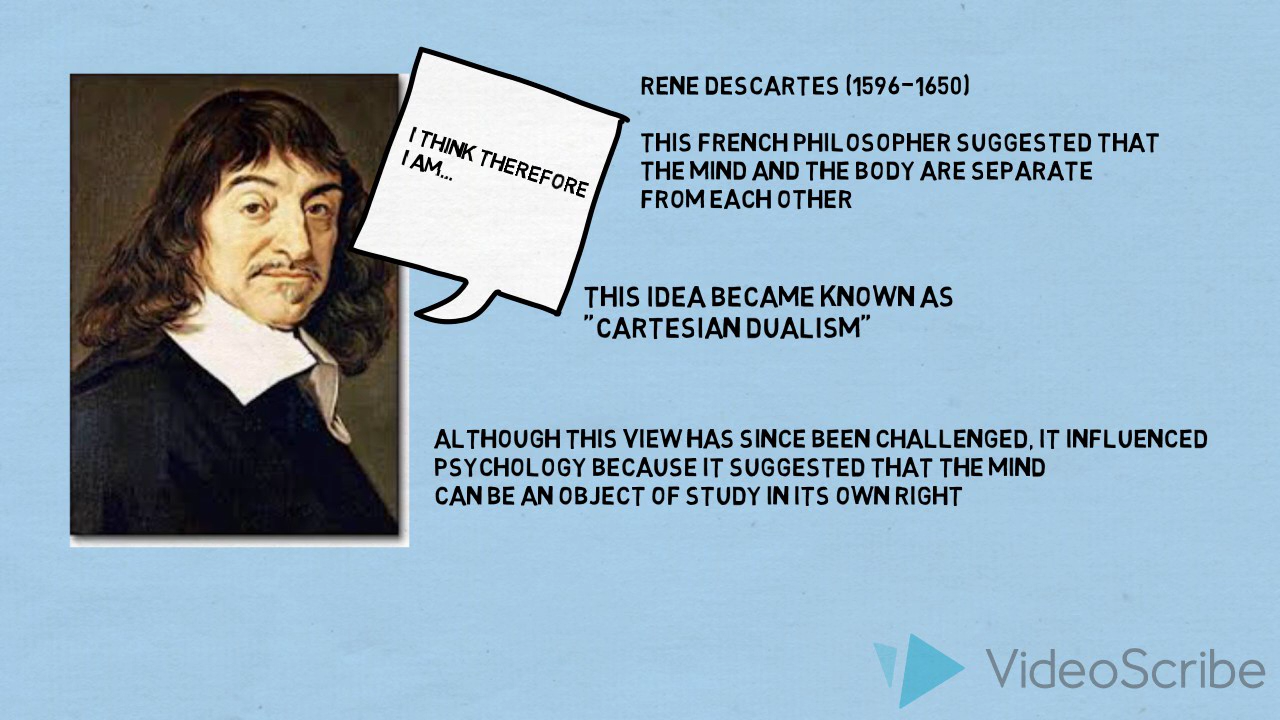 I THINK THEREFORE
I AM...
RENE DESCARTES (1596-1650)
THIS FRENCH PHILOSOPHER SUGGESTED THAT
THE MIND AND THE BODY ARE SEPARATE
FROM EACH OTHER
THIS IDEA BECAME KNOWN AS
"CARTESIAN DUALISM"
ALTHOUGH THIS VIEW HAS SINCE BEEN CHALLENGED, IT INFLUENCED
PSYCHOLOGY BECAUSE IT SUGGESTED THAT THE MIND
CAN BE AN OBJECT OF STUDY IN ITS OWN RIGHT
VideoScribe